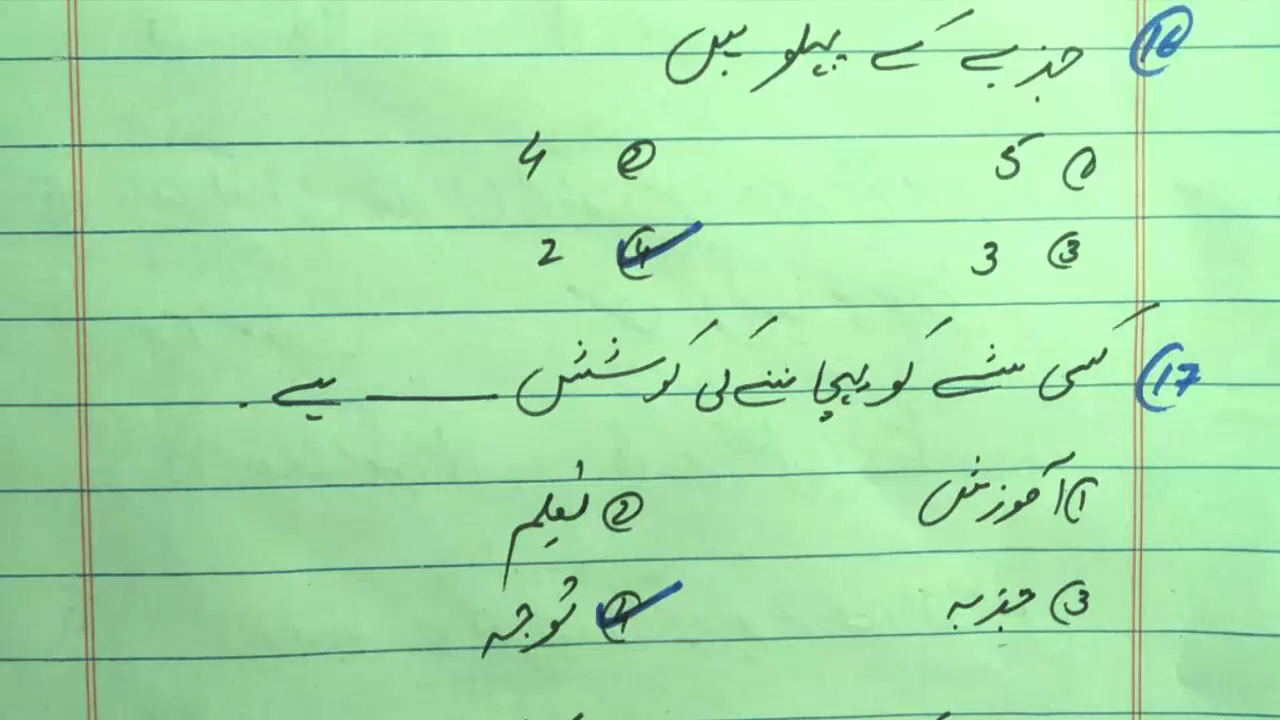 16) جذبے کے پہلو ہیں
1) 5 2) 4
3) 3 4) 2
17) کسی شے کو پہچاننے کی کوشش ——— ہے۔
1) آموزش 2) تعلیم
3) جذبہ 4) توجہ